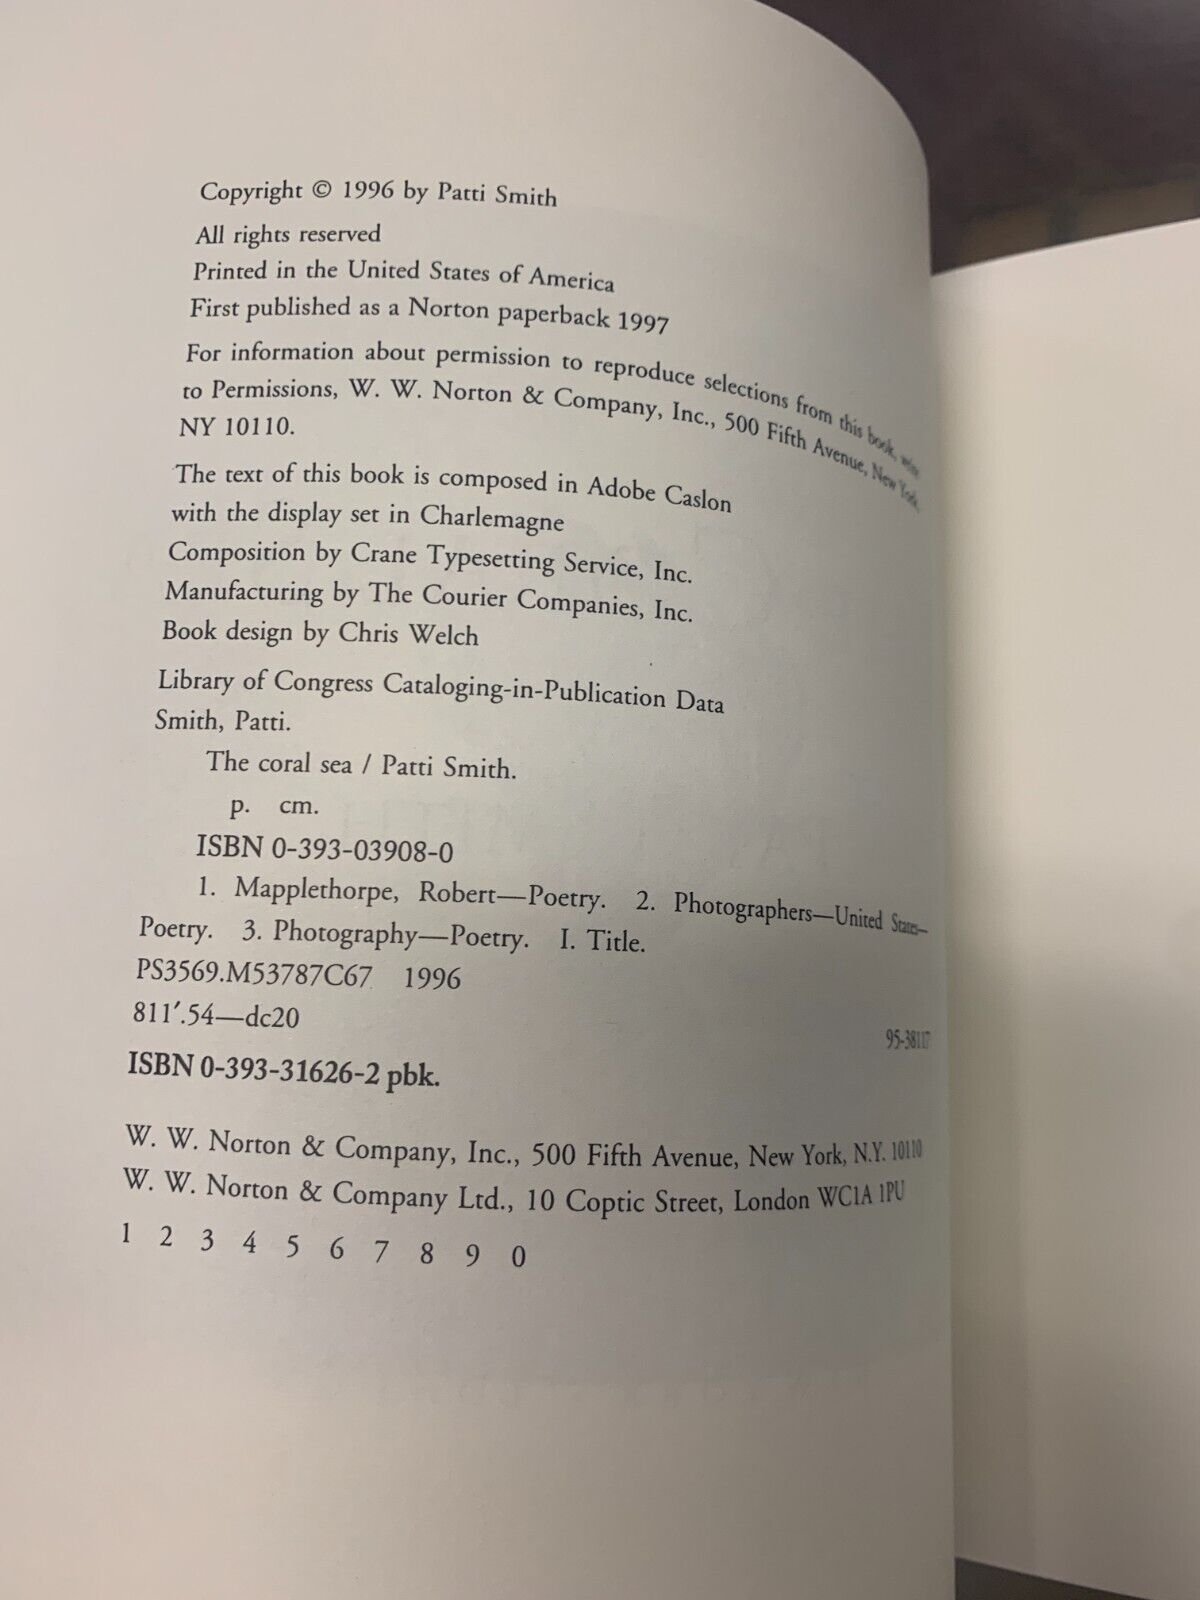 Copyright © 1996 by Patti Smith
All rights reserved
Printed in the United States of America
First published as a Norton paperback 1997
For information about permission to reproduce selections from this book, write
to Permissions, W. W. Norton & Company, Inc., 500 Fifth Avenue, New York,
NY 10110.
The text of this book is composed in Adobe Caslon
with the display set in Charlemagne
Composition by Crane Typesetting Service, Inc.
Manufacturing by The Courier Companies, Inc.
Book design by Chris Welch
Library of Congress Cataloging-in-Publication Data
Smith, Patti.
The coral sea / Patti Smith.
p. cm.
ISBN 0-393-03908-0
1. Mapplethorpe, Robert—Poetry. 2. Photographers—United States—
Poetry. 3. Photography—Poetry. I. Title.
PS3569.M53787C67 1996
811′.54—dc20
95-38117
ISBN 0-393-31626-2 pbk.
W. W. Norton & Company, Inc., 500 Fifth Avenue, New York, N.Y. 10110
W. W. Norton & Company Ltd., 10 Coptic Street, London WC1A 1PU
1 2 3 4 5 6 7 8 9 0